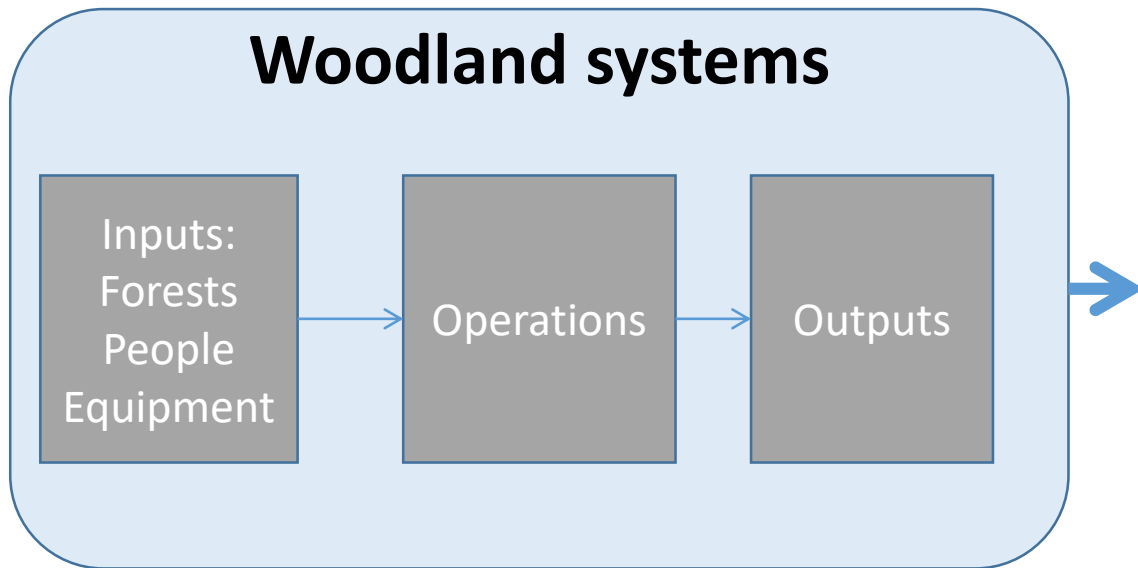 Woodland systems
Inputs:
Forests
People
Equipment
Operations
Outputs